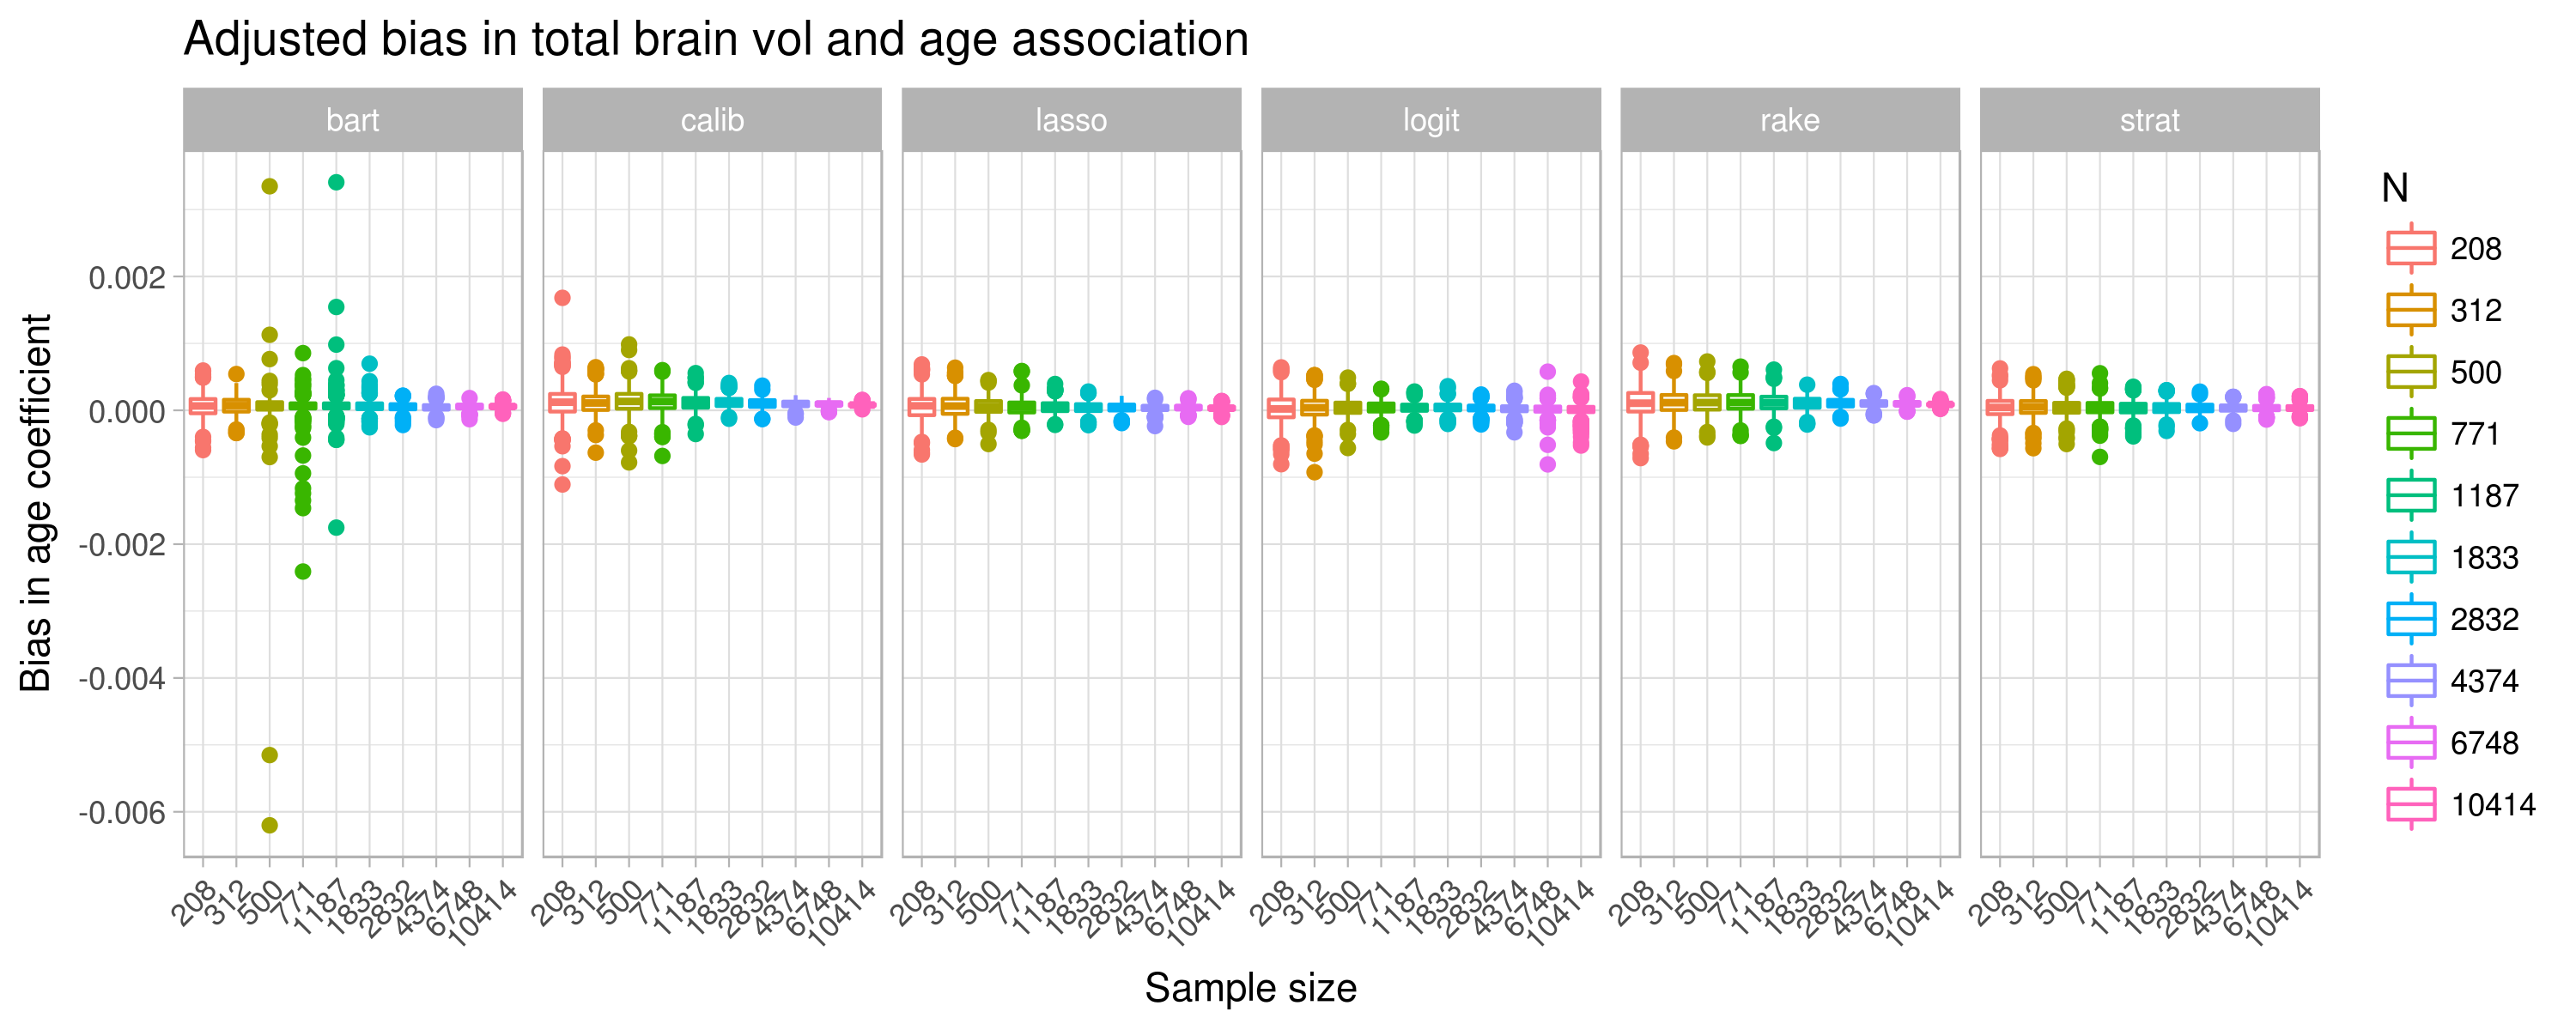 Adjusted bias in total brain vol and age association
bart calib lasso logit rake strat
Bias in age coefficient
0.002
0.000
-0.002
-0.004
-0.006
208 312 500 771 1187 1833 2832 4374 6748 10414
208 312 500 771 1187 1833 2832 4374 6748 10414
208 312 500 771 1187 1833 2832 4374 6748 10414
208 312 500 771 1187 1833 2832 4374 6748 10414
208 312 500 771 1187 1833 2832 4374 6748 10414
208 312 500 771 1187 1833 2832 4374 6748 10414
Sample size
N
208
312
500
771
1187
1833
2832
4374
6748
10414